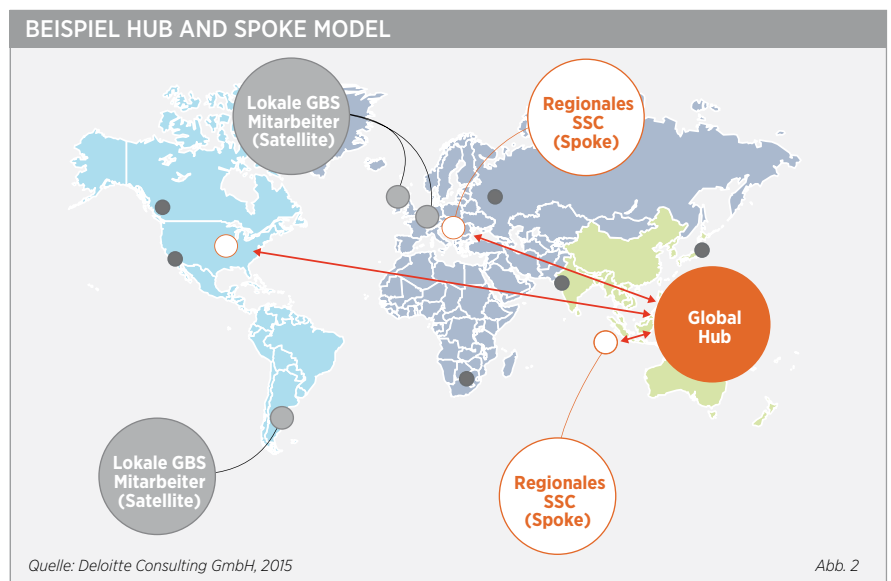 BEISPIEL HUB AND SPOKE MODEL
Lokale GBS
Mitarbeiter
(Satellite)
Regionales
SSC
(Spoke)
Global
Hub
Lokale GBS
Mitarbeiter
(Satellite)
Regionales
SSC
(Spoke)
Quelle: Deloitte Consulting GmbH, 2015
Abb. 2